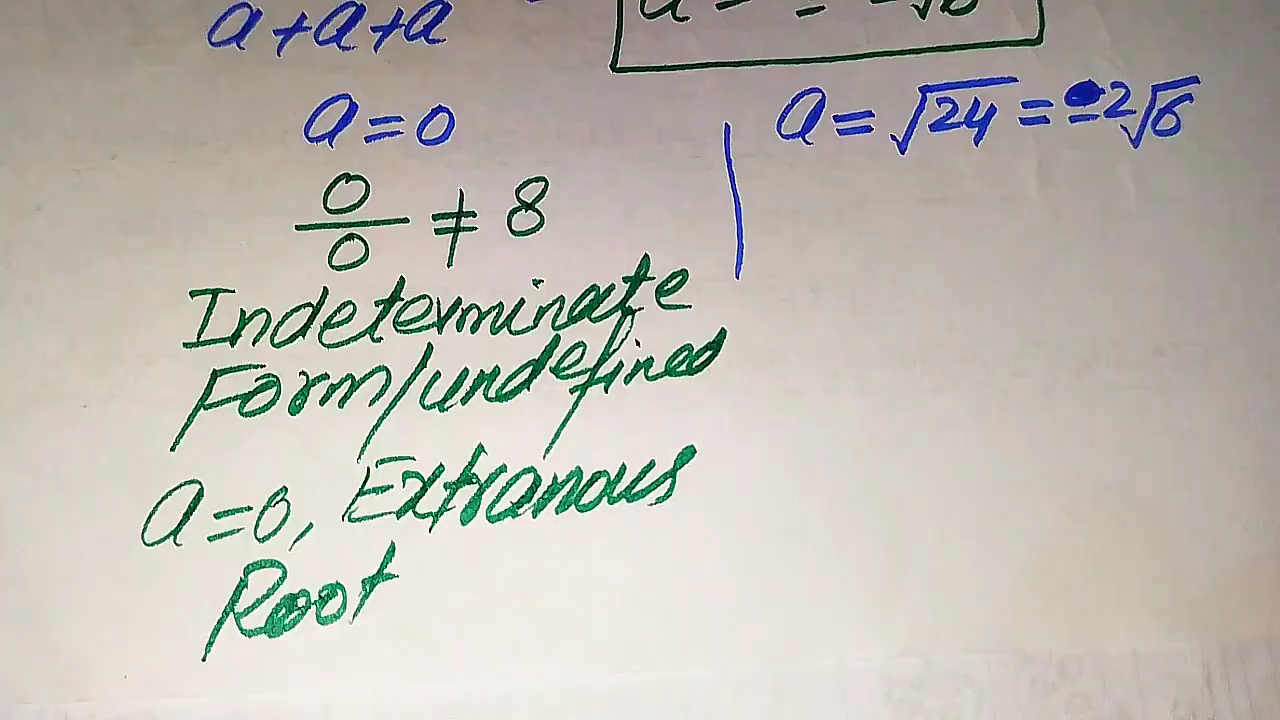 a+a+a
a = 0
0/0 ≠ 8
Indeterminate
Form/undefined
a=0, Extranous
Root
a = √24 = ±2√6